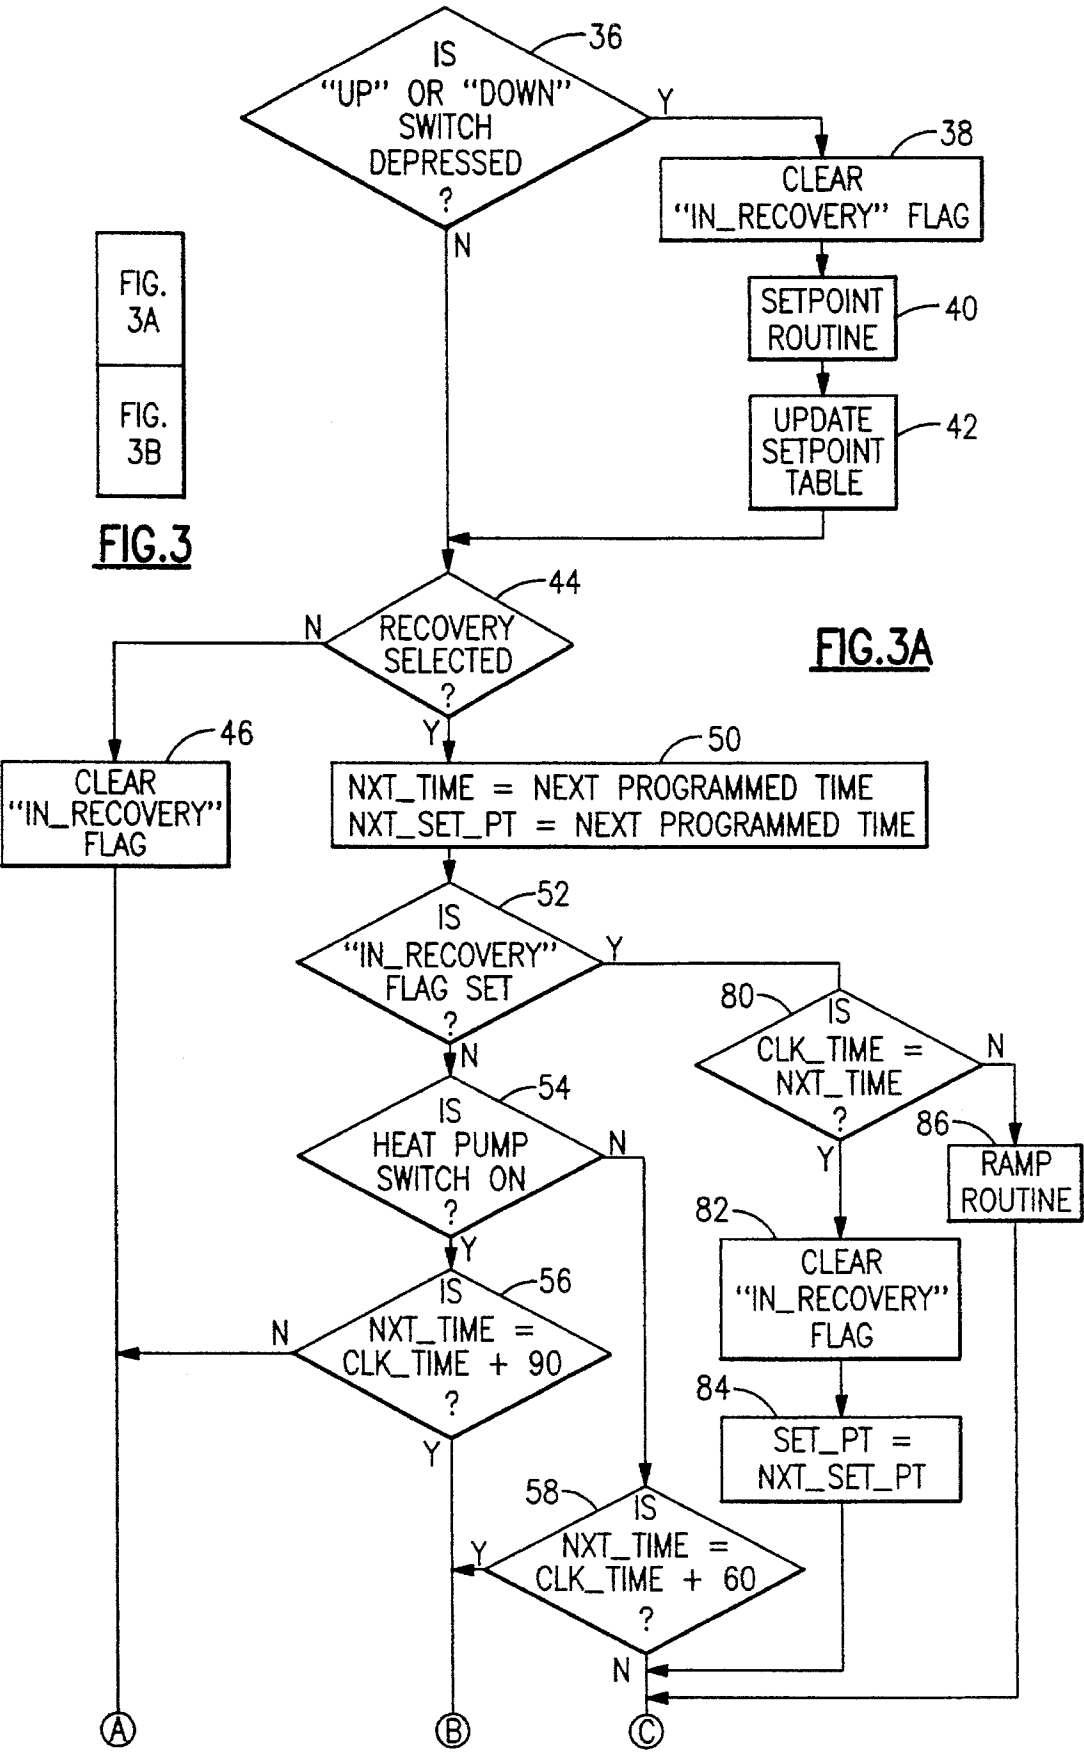 36
IS
“UP” OR “DOWN”
SWITCH
DEPRESSED
?
Y
N
38
CLEAR
“IN_RECOVERY” FLAG
SETPOINT
ROUTINE
40
UPDATE
SETPOINT
TABLE
42
FIG.
3A
FIG.
3B
FIG.3
44
RECOVERY
SELECTED
?
N
Y
FIG.3A
46
CLEAR
“IN_RECOVERY”
FLAG
50
NXT_TIME = NEXT PROGRAMMED TIME
NXT_SET_PT = NEXT PROGRAMMED TIME
52
IS
“IN_RECOVERY”
FLAG SET
?
Y
N
80
IS
CLK_TIME =
NXT_TIME
?
N
Y
54
IS
HEAT PUMP
SWITCH ON
?
N
Y
86
RAMP
ROUTINE
82
CLEAR
“IN_RECOVERY”
FLAG
56
IS
NXT_TIME =
CLK_TIME + 90
?
N
Y
84
SET_PT =
NXT_SET_PT
58
IS
NXT_TIME =
CLK_TIME + 60
?
Y
N
A
B
C